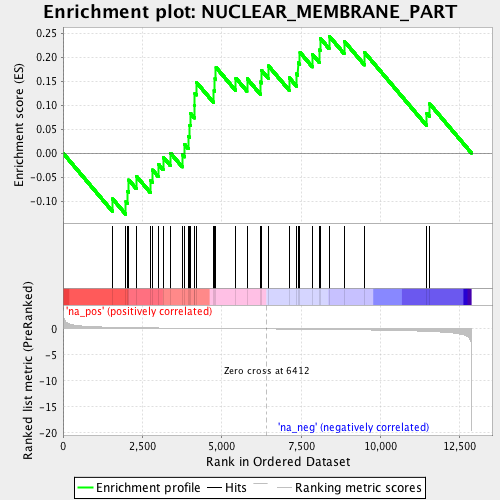 Enrichment plot: NUCLEAR_MEMBRANE_PART
Enrichment score (ES)
0.25
0.20
0.15
0.10
0.05
0.00
-0.05
-0.10
'na_pos' (positively correlated)
Ranked list metric (PreRanked)
0
-5
-10
-15
-20
Zero cross at 6412
'na_neg' (negatively correlated)
0
2,500
5,000
7,500
10,000
12,500
Rank in Ordered Dataset
Enrichment profile
Hits
Ranking metric scores